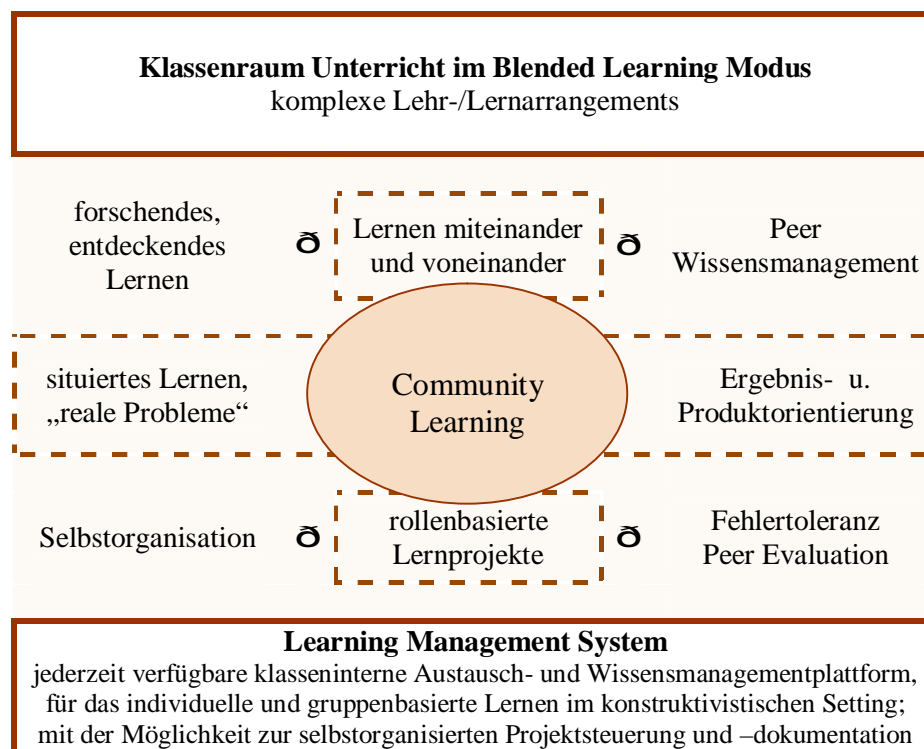 Klassenraum Unterricht im Blended Learning Modus
komplexe Lehr-/Lernarrangements
forschendes,
entdeckendes
Lernen
ð
Lernen miteinander
und voneinander
ð
Peer
Wissensmanagement
situiertes Lernen,
„reale Probleme“
Community
Learning
Ergebnis- u.
Produktorientierung
Selbstorganisation
ð
rollenbasierte
Lernprojekte
ð
Fehlertoleranz
Peer Evaluation
Learning Management System
jederzeit verfügbare klasseninterne Austausch- und Wissensmanagementplattform,
für das individuelle und gruppenbasierte Lernen im konstruktivistischen Setting;
mit der Möglichkeit zur selbstorganisierten Projektsteuerung und –dokumentation